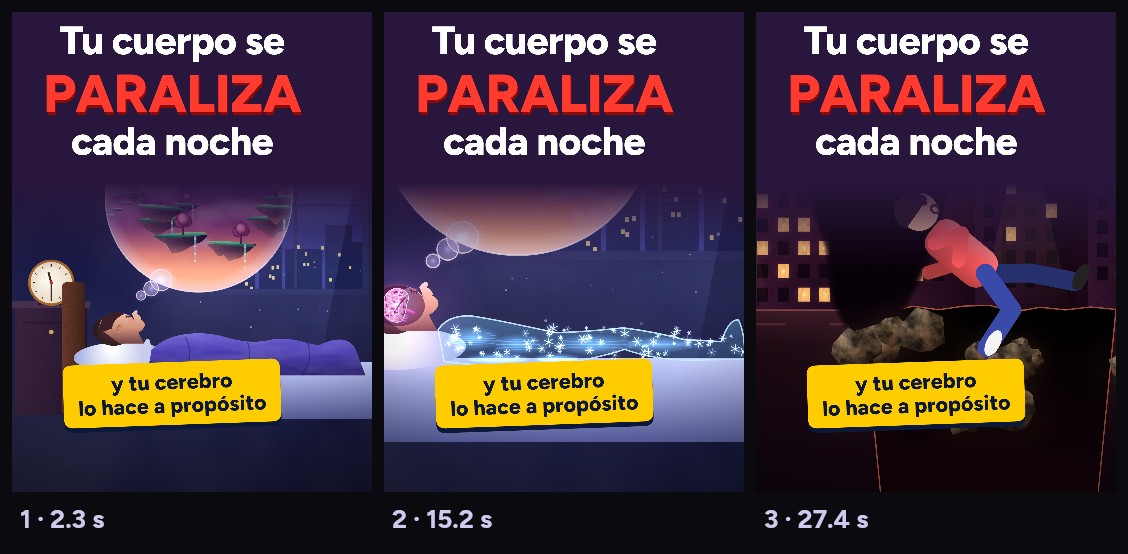 Tu cuerpo se
PARALIZA
cada noche
y tu cerebro
lo hace a propósito
1 · 2.3 s
Tu cuerpo se
PARALIZA
cada noche
y tu cerebro
lo hace a propósito
2 · 15.2 s
Tu cuerpo se
PARALIZA
cada noche
y tu cerebro
lo hace a propósito
3 · 27.4 s